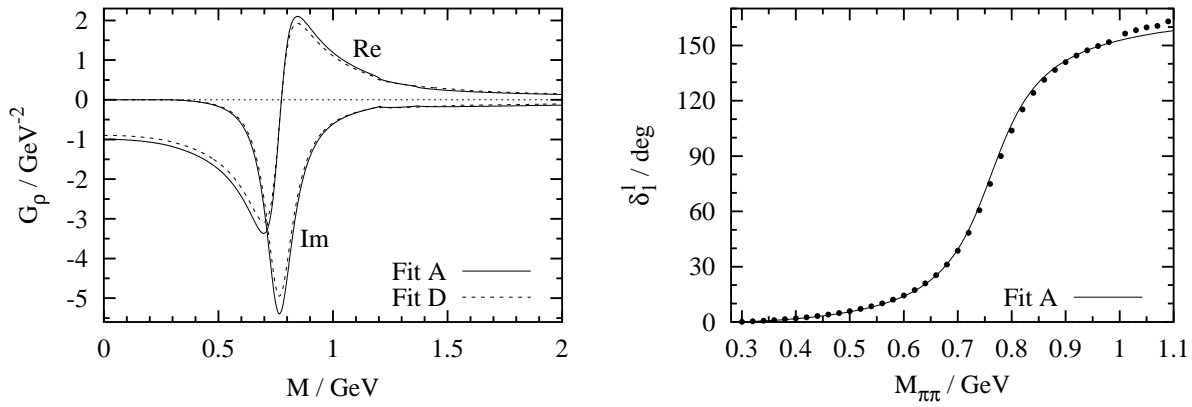 2
1
0
-1
-2
-3
-4
-5
G_ρ / GeV^-2
Re
Im
Fit A
Fit D
0 0.5 1 1.5 2
M / GeV
150
120
90
60
30
0
δ_1^1 / deg
Fit A
0.3 0.4 0.5 0.6 0.7 0.8 0.9 1 1.1
M_ππ / GeV